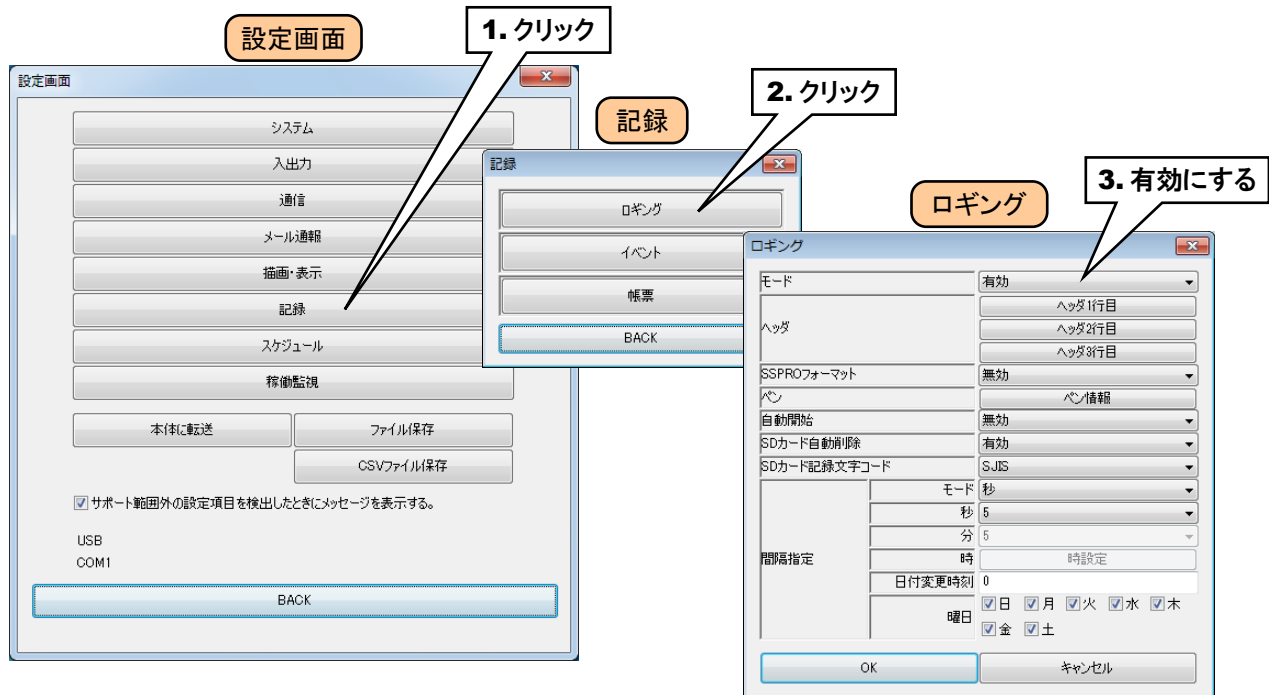 設定画面
1. クリック
設定画面
システム
入出力
通信
メール通報
描画・表示
記録
スケジュール
稼働監視
本体に転送
ファイル保存
CSVファイル保存
サポート範囲外の設定項目を検出したときにメッセージを表示する。
USB
COM1
BACK
記録
2. クリック
記録
ロギング
イベント
帳票
BACK
ロギング
3. 有効にする
ロギング
モード 有効
ヘッダ
ヘッダ1行目
ヘッダ2行目
ヘッダ3行目
SSPROフォーマット 無効
ペン ペン情報
自動開始 無効
SDカード自動削除 有効
SDカード記録文字コード SJIS
間隔指定
モード 秒
秒 5
分 5
時 時設定
日付変更時刻 0
曜日
日 月 火 水 木
金 土
OK キャンセル